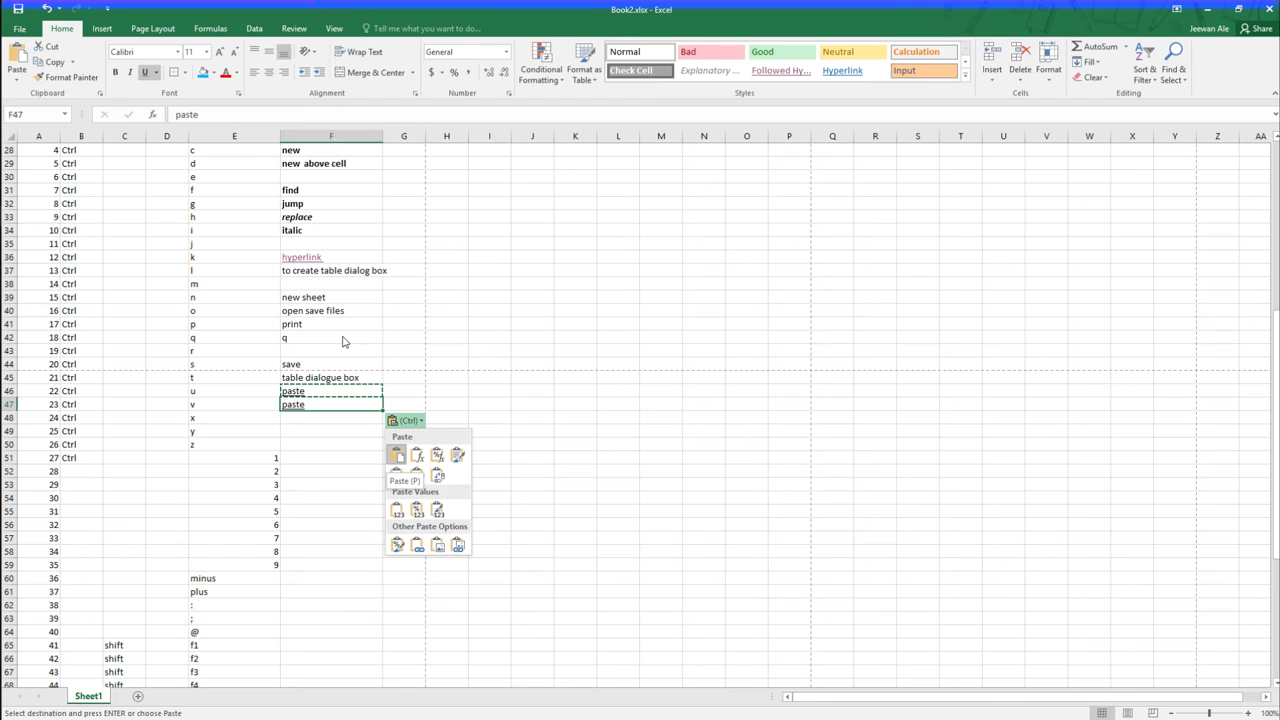 Book2.xlsx - Excel
File Home Insert Page Layout Formulas Data Review View Tell me what you want to do... Jeewan Ale Share
Cut
Copy
Format Painter
Paste
Clipboard
Calibri 11
B I U
Font
Wrap Text
Merge & Center
Alignment
General
$ % ,
Number
Conditional Formatting
Format as Table
Normal Bad Good Neutral Calculation
Check Cell Explanatory ... Followed Hy... Hyperlink Input
Styles
Insert Delete Format
Cells
AutoSum
Fill
Clear
Sort & Filter
Find & Select
Editing
F47 fx paste
A B C D E F G H I J K L M N O P Q R S T U V W X Y Z AA
28 4 Ctrl c new
29 5 Ctrl d new above cell
30 6 Ctrl e
31 7 Ctrl f find
32 8 Ctrl g jump
33 9 Ctrl h replace
34 10 Ctrl i italic
35 11 Ctrl j
36 12 Ctrl k hyperlink
37 13 Ctrl l to create table dialog box
38 14 Ctrl m
39 15 Ctrl n new sheet
40 16 Ctrl o open save files
41 17 Ctrl p print
42 18 Ctrl q q
43 19 Ctrl r
44 20 Ctrl s save
45 21 Ctrl t table dialogue box
46 22 Ctrl u paste
47 23 Ctrl v paste
48 24 Ctrl x
49 25 Ctrl y
50 26 Ctrl z
51 27 Ctrl 1
52 28 2
53 29 3
54 30 4
55 31 5
56 32 6
57 33 7
58 34 8
59 35 9
60 36 minus
61 37 plus
62 38 :
63 39 ;
64 40 @
65 41 shift f1
66 42 shift f2
67 43 shift f3
68 44 shift f4
(Ctrl)
Paste
Paste (P)
Paste Values
Other Paste Options
Sheet1
Select destination and press ENTER or choose Paste
100%